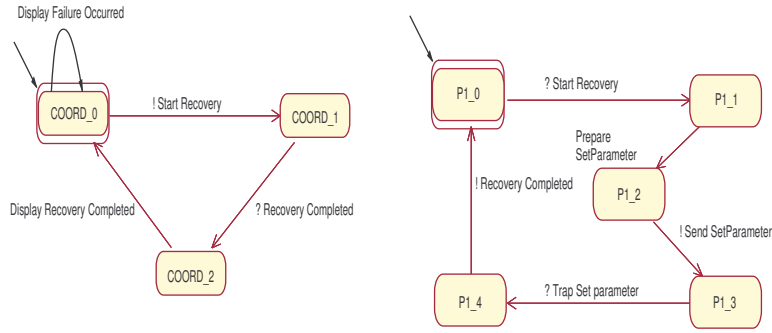 Display Failure Occurred
COORD_0
! Start Recovery
COORD_1
Display Recovery Completed
? Recovery Completed
COORD_2
P1_0
? Start Recovery
P1_1
Prepare
SetParameter
P1_2
! Recovery Completed
! Send SetParameter
P1_4
? Trap Set parameter
P1_3